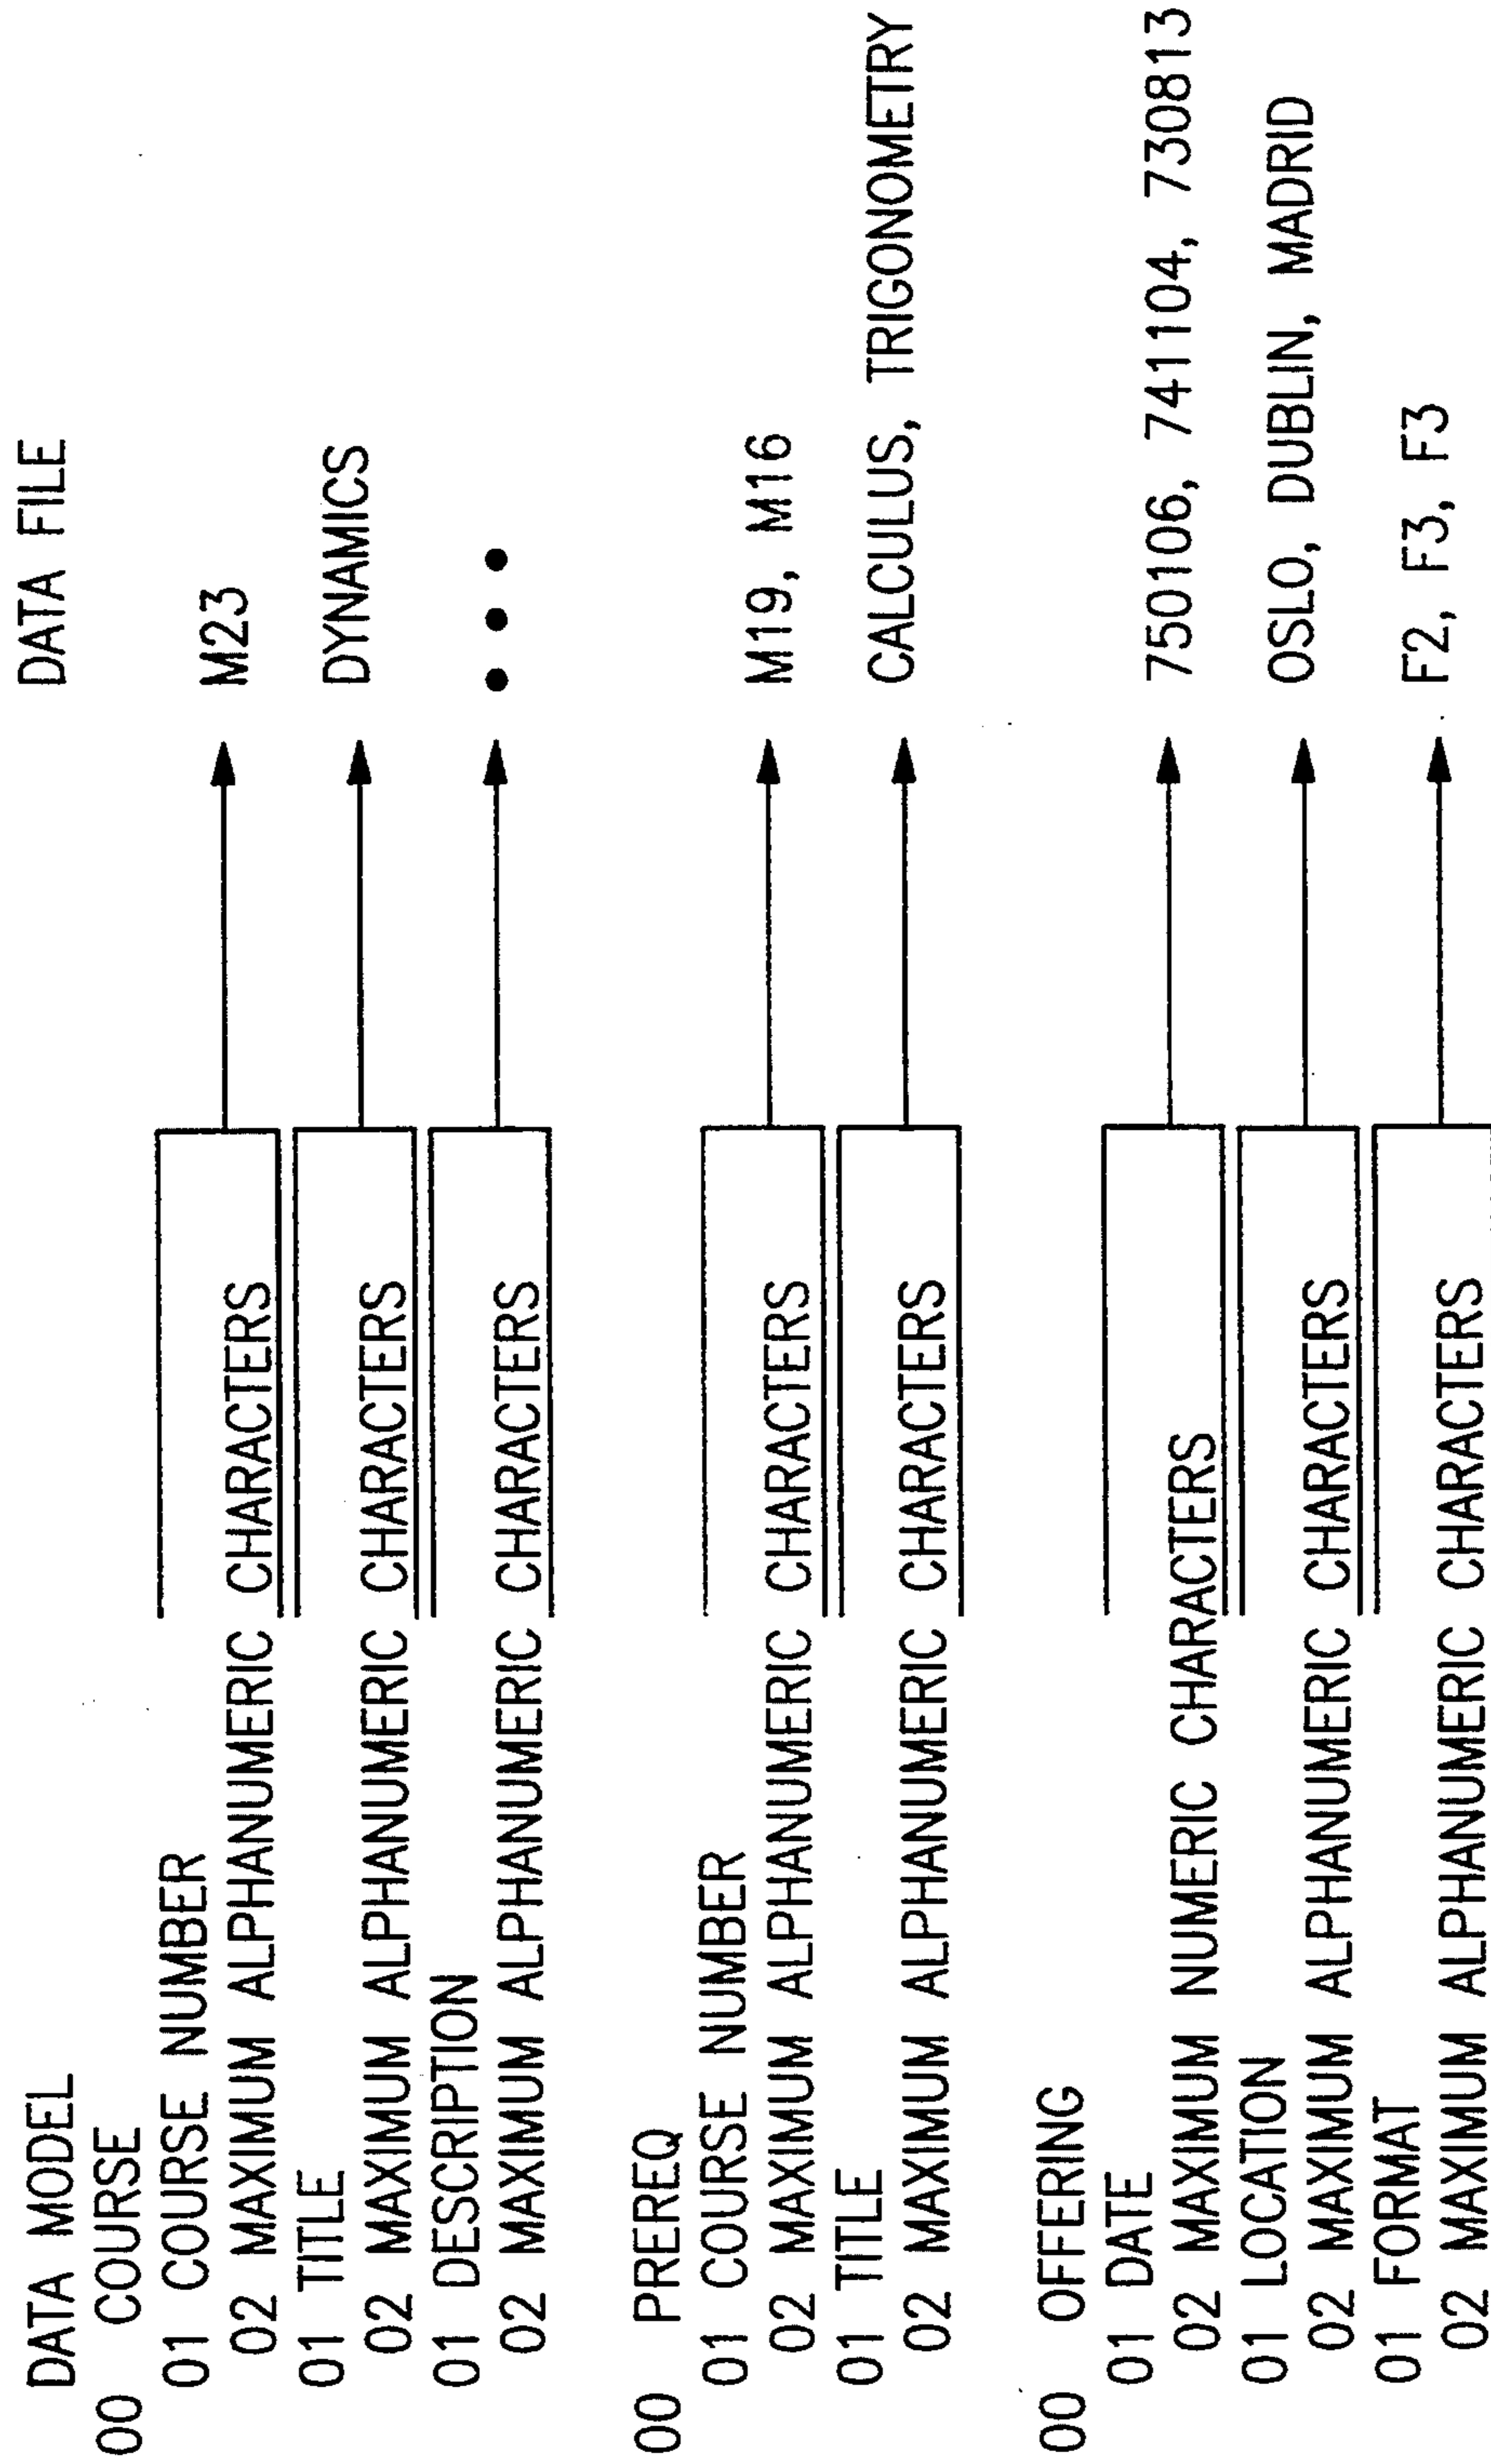 DATA MODEL DATA FILE
00 COURSE
01 COURSE NUMBER
02 MAXIMUM ALPHANUMERIC CHARACTERS M23
01 TITLE
02 MAXIMUM ALPHANUMERIC CHARACTERS DYNAMICS
01 DESCRIPTION
02 MAXIMUM ALPHANUMERIC CHARACTERS • • •
00 PREREQ
01 COURSE NUMBER
02 MAXIMUM ALPHANUMERIC CHARACTERS M19, M16
01 TITLE
02 MAXIMUM ALPHANUMERIC CHARACTERS CALCULUS, TRIGONOMETRY
00 OFFERING
01 DATE
02 MAXIMUM NUMERIC CHARACTERS 750106, 741104, 730813
01 LOCATION
02 MAXIMUM ALPHANUMERIC CHARACTERS OSLO, DUBLIN, MADRID
01 FORMAT
02 MAXIMUM ALPHANUMERIC CHARACTERS F2, F3, F3